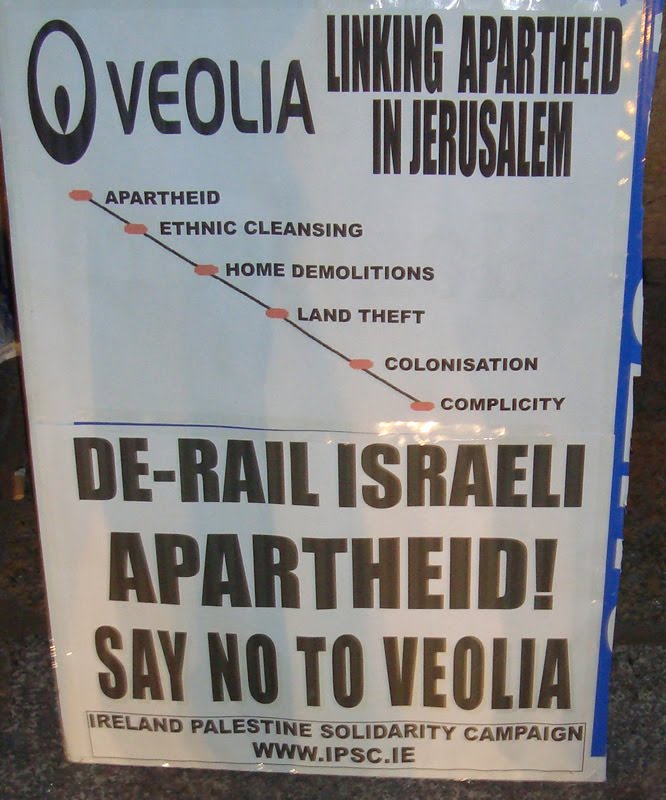 VEOLIA
LINKING APARTHEID
IN JERUSALEM
APARTHEID
ETHNIC CLEANSING
HOME DEMOLITIONS
LAND THEFT
COLONISATION
COMPLICITY
DE-RAIL ISRAELI
APARTHEID!
SAY NO TO VEOLIA
IRELAND PALESTINE SOLIDARITY CAMPAIGN
WWW.IPSC.IE